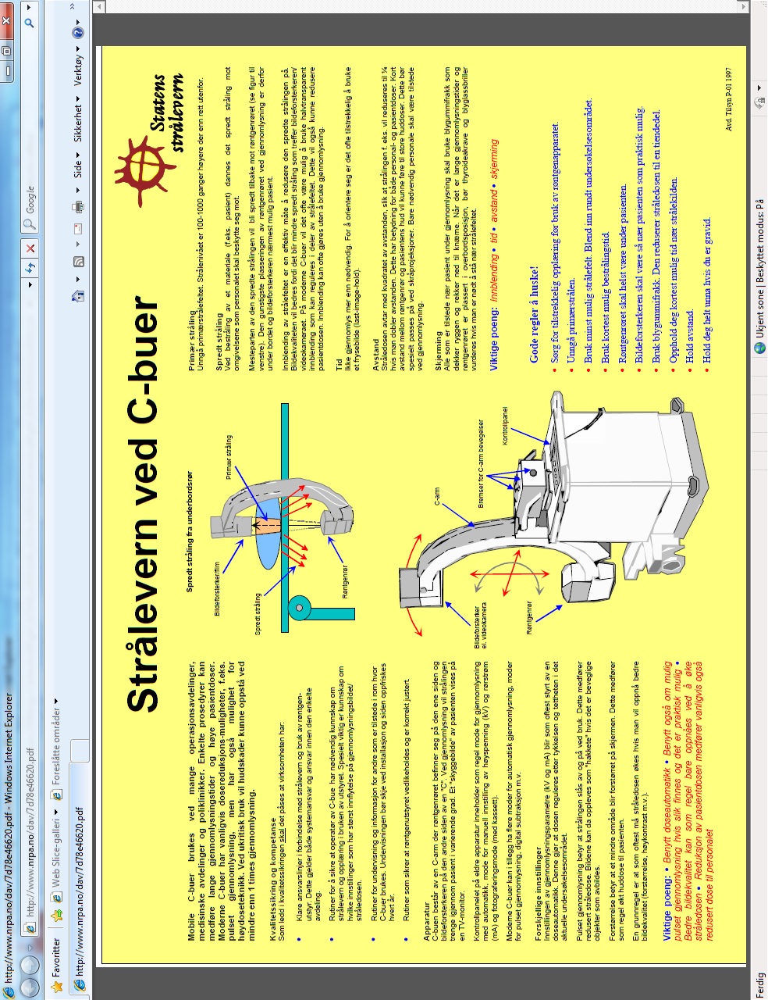 http://www.nrpa.no/dav/7d78e46620.pdf - Windows Internet Explorer
http://www.nrpa.no/dav/7d78e46620.pdf
Google
Favoritter
Web Slice-galleri
Foreslåtte områder
http://www.nrpa.no/dav/7d78e46620.pdf
Side
Sikkerhet
Verktøy
Strålevern ved C-buer
Statens
strålevern
Mobile C-buer brukes ved mange operasjonsavdelinger,
medisinske avdelinger og poliklinikker. Enkelte prosedyrer kan
medføre lange gjennomlysningstider og høye pasientdoser.
Moderne C-buer har vanligvis dosereduksjons-muligheter, f.eks.
pulset gjennomlysning, men har også mulighet for
høydoseteknikk. Ved ukritisk bruk vil hudskader kunne oppstå ved
mindre enn 1 times gjennomlysning.
Kvalitetssikring og kompetanse
Som ledd i kvalitetssikringen skal det påses at virksomheten har:
• Klare ansvarslinjer i forbindelse med strålevern og bruk av røntgen-
utstyr. Dette gjelder både systemansvar og ansvar innen den enkelte
avdeling.
• Rutiner for å sikre at operatør av C-bue har nødvendig kunnskap om
strålevern og opplæring i bruken av utstyret. Spesielt viktig er kunnskap om
hvilke innstillinger som har størst innflytelse på gjennomlysningsbildet/
stråledosen.
• Rutiner for undervisning og informasjon for andre som er tilstede i rom hvor
C-buer brukes. Undervisningen bør skje ved installasjon og siden oppfriskes
hvert år.
• Rutiner som sikrer at røntgenutstyret vedlikeholdes og er korrekt justert.
Apparatur
C-buen består av en C-arm der røntgenrøret befinner seg på den ene siden og
bildeforsterkeren på den andre siden av en "C". Ved gjennomlysning vil strålingen
trenge igjennom pasient i varierende grad. Et "skyggebilde" av pasienten vises på
en TV-monitor.
Kontrollpanelet på eldre apparatur inneholder som regel mode for gjennomlysning
med automatikk, mode for manuell innstilling av høyspenning (kV) og rørstrøm
(mA) og fotograferingsmode (med kassett).
Moderne C-buer kan i tillegg ha flere moder for automatisk gjennomlysning, moder
for pulset gjennomlysning, digital subtraksjon m.v.
Forskjellige innstillinger
Innstillingen av gjennomlysningsparametre (kV og mA) blir som oftest styrt av en
doseautomatikk. Denne gjør at dosen reguleres etter tykkelsen og tettheten i det
aktuelle undersøkelsesområdet.
Pulset gjennomlysning betyr at strålingen slås av og på ved bruk. Dette medfører
redusert stråledose. Bildene kan da oppleves som "hakkete" hvis det er bevegelige
objekter som avbildes.
Forstørrelse betyr at et mindre område blir forstørret på skjermen. Dette medfører
som regel økt huddose til pasienten.
En grunnregel er at som oftest må stråledosen økes hvis man vil oppnå bedre
bildekvalitet (forstørrelse, høykontrast m.v.).
Viktige poeng: • Benytt doseautomatikk • Benytt også om mulig
pulset gjennomlysning hvis slik finnes og det er praktisk mulig •
Bedre bildekvalitet kan som regel bare oppnåes ved å øke
stråledosen • Reduksjon av pasientdosen medfører vanligvis også
redusert dose til personalet
Spredt stråling fra underbordsrør
Bildeforsterker/film
Primær stråling
Spredt stråling
Røntgenrør
C-arm
Bremser for C-arm bevegelser
Kontrollpanel
Bildeforsterker
el. videokamera
Røntgenrør
Primær stråling
Unngå primærstrålefeltet. Strålenivået er 100-1000 ganger høyere der enn rett utenfor.
Spredt stråling
Ved bestråling av et materiale (f.eks. pasient) dannes det spredt stråling mot
omgivelsene som personalet skal beskytte seg mot.
Mesteparten av den spredte strålingen vil bli spredt tilbake mot røntgenrøret (se figur til
venstre). Den gunstigste plasseringen av røntgenrøret ved gjennomlysning er derfor
under bordet og bildeforsterkeren nærmest mulig pasient.
Innblending av strålefeltet er en effektiv måte å redusere den spredte strålingen på.
Bildekvaliteten vil bedres fordi det blir mindre spredt stråling som treffer bildeforsterkeren/
videokameraet. På moderne C-buer vil det ofte være mulig å bruke halvtransparent
innblending som kan reguleres i deler av strålefeltet. Dette vil også kunne redusere
pasientdosen. Innblending kan ofte gjøres uten å bruke gjennomlysning.
Tid
Ikke gjennomlys mer enn nødvendig. For å orientere seg er det ofte tilstrekkelig å bruke
et frysebilde (last-image-hold).
Avstand
Stråledosen avtar med kvadratet av avstanden, slik at strålingen f. eks. vil reduseres til ¼
hvis man dobler avstanden. Dette har betydning for både personal-og pasientdoser. Kort
avstand mellom røntgenrør og pasientens hud vil kunne føre til store huddoser. Dette bør
spesielt passes på ved skråprojeksjoner. Bare nødvendig personale skal være tilstede
ved gjennomlysning.
Skjerming
Alle som er tilstede nær pasient under gjennomlysning skal bruke blygummifrakk som
dekker ryggen og rekker ned til knærne. Når det er lange gjennomlysningstider og
røntgenrøret er plassert i overbordsposisjon, bør thyroideakrave og blyglassbriller
vurderes hvis man er nødt å stå nær strålefeltet.
Viktige poeng: Innblending • tid • avstand • skjerming
Gode regler å huske!
• Sørg for tilstrekkelig opplæring før bruk av røntgenapparatet.
• Unngå primærstrålen.
• Bruk minst mulig strålefelt. Blend inn rundt undersøkelsesområdet.
• Bruk kortest mulig bestrålingstid.
• Røntgenrøret skal helst være under pasienten.
• Bildeforsterkeren skal være så nær pasienten som praktisk mulig.
• Bruk blygummifrakk. Den reduserer stråledosen til en tiendedel.
• Opphold deg kortest mulig tid nær strålekilden.
• Hold avstand.
• Hold deg helt unna hvis du er gravid.
Avd. Tilsyn P-01 1997
Ferdig
Ukjent sone | Beskyttet modus: På